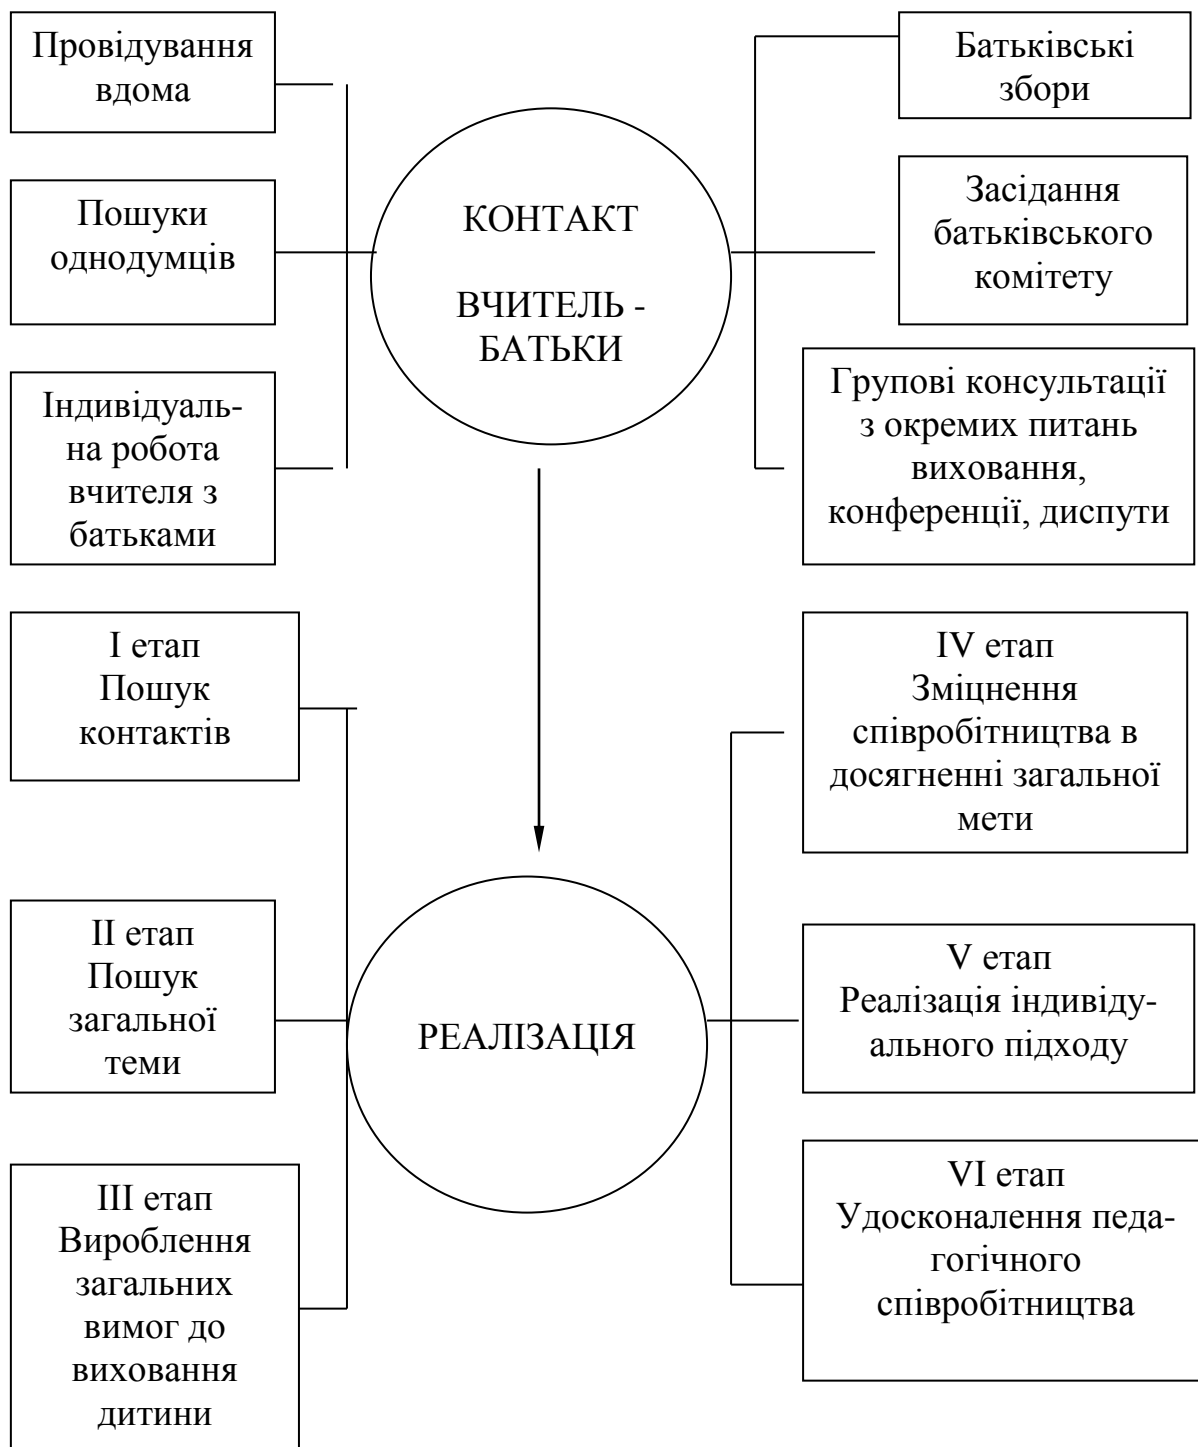 Провідування
вдома
Пошуки
однодумців
Індивідуаль-
на робота
вчителя з
батьками
КОНТАКТ
ВЧИТЕЛЬ -
БАТЬКИ
Батьківські
збори
Засідання
батьківського
комітету
Групові консультації
з окремих питань
виховання,
конференції, диспути
І етап
Пошук
контактів
ІІ етап
Пошук
загальної
теми
ІІІ етап
Вироблення
загальних
вимог до
виховання
дитини
РЕАЛІЗАЦІЯ
IV етап
Зміцнення
співробітництва в
досягненні загальної
мети
V етап
Реалізація індивіду-
ального підходу
VI етап
Удосконалення педа-
гогічного
співробітництва